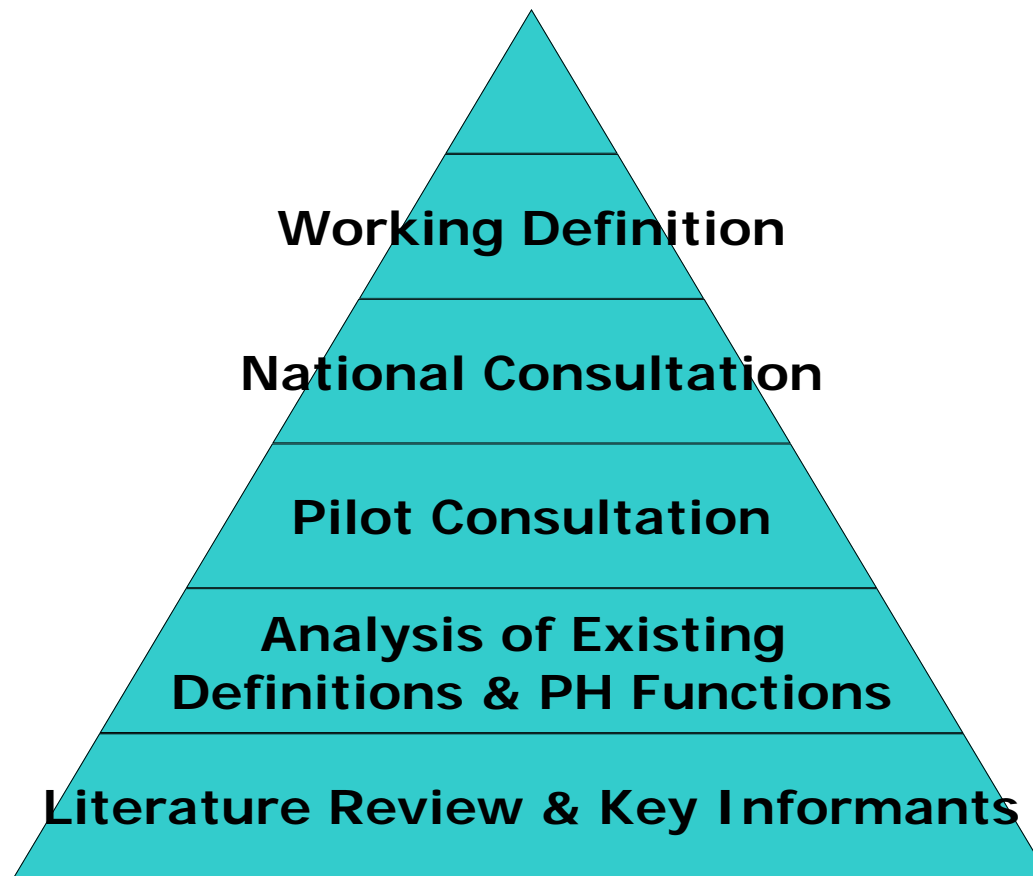 Working Definition
National Consultation
Pilot Consultation
Analysis of Existing
Definitions & PH Functions
Literature Review & Key Informants